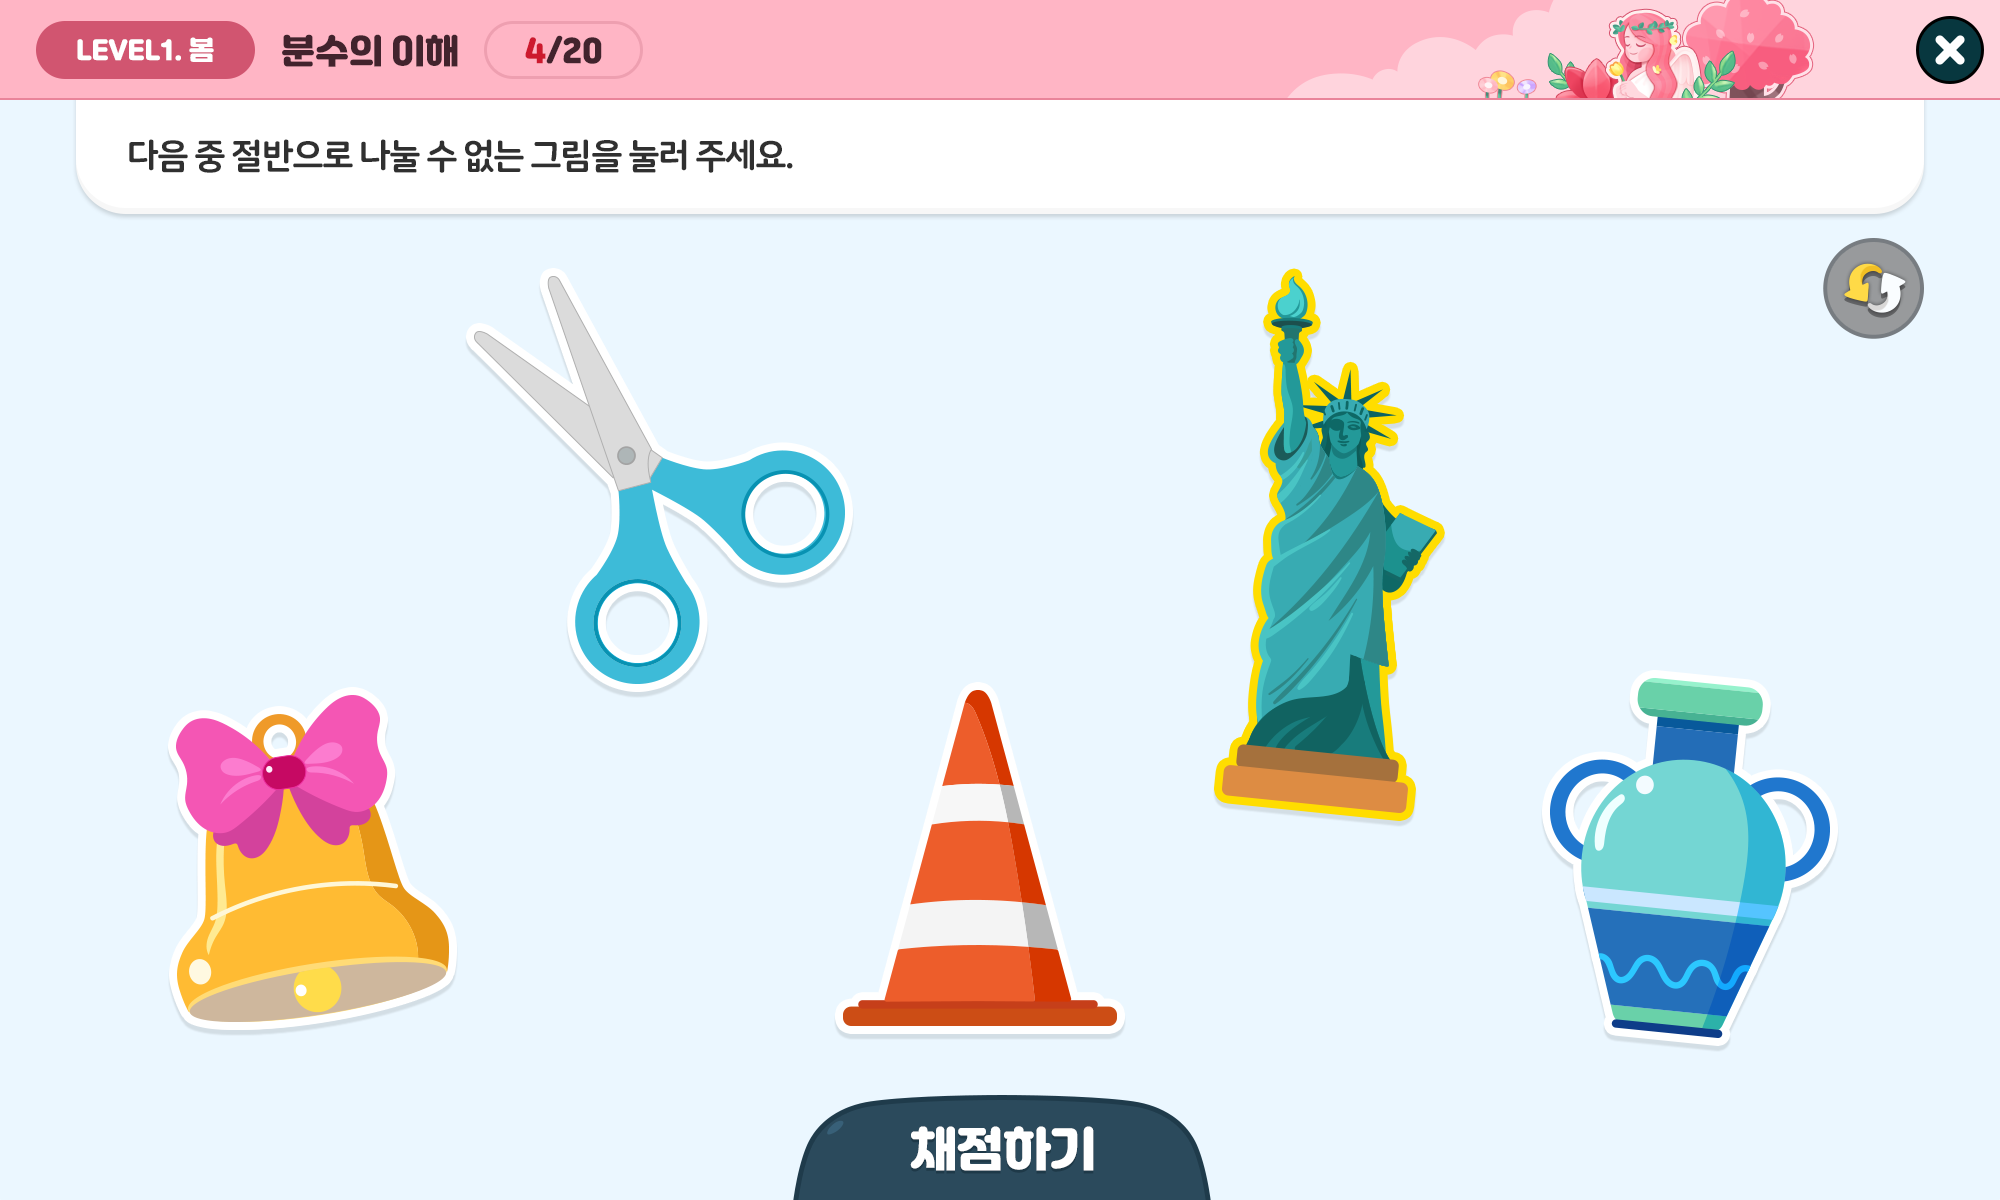 LEVEL1. 봄
분수의 이해
4/20
다음 중 절반으로 나눌 수 없는 그림을 눌러 주세요.
채점하기